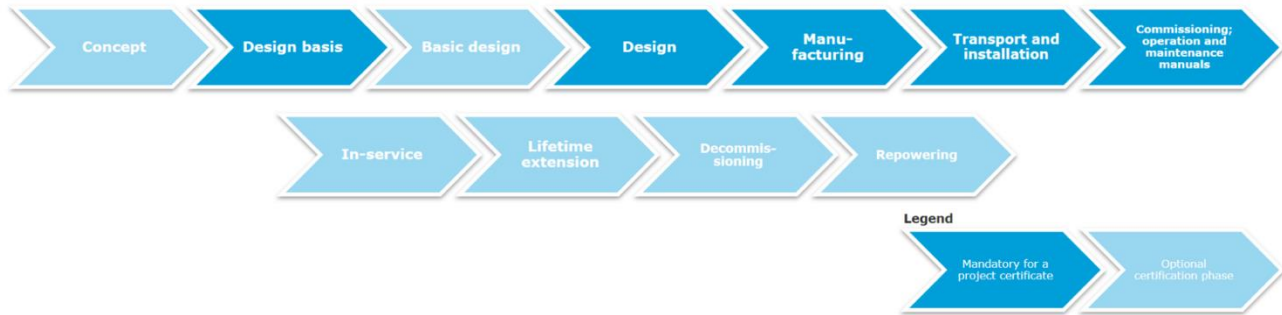 Concept
Design basis
Basic design
Design
Manu-
facturing
Transport and
installation
Commissioning;
operation and
maintenance
manuals
In-service
Lifetime
extension
Decommis-
sioning
Repowering
Legend
Mandatory for a
project certificate
Optional
certification phase